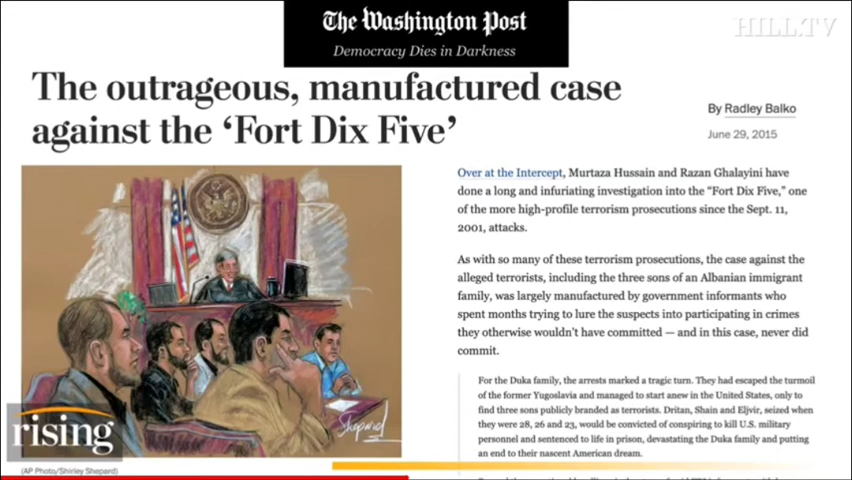 The Washington Post
Democracy Dies in Darkness
HILL.TV
The outrageous, manufactured case
against the ‘Fort Dix Five’
By Radley Balko
June 29, 2015
Over at the Intercept, Murtaza Hussain and Razan Ghalayini have
done a long and infuriating investigation into the “Fort Dix Five,” one
of the more high-profile terrorism prosecutions since the Sept. 11,
2001, attacks.
As with so many of these terrorism prosecutions, the case against the
alleged terrorists, including the three sons of an Albanian immigrant
family, was largely manufactured by government informants who
spent months trying to lure the suspects into participating in crimes
they otherwise wouldn’t have committed — and in this case, never did
commit.
For the Duka family, the arrests marked a tragic turn. They had escaped the turmoil
of the former Yugoslavia and managed to start anew in the United States, only to
find three sons publicly branded as terrorists. Dritan, Shain and Eljvir, seized when
they were 28, 26 and 23, would be convicted of conspiring to kill U.S. military
personnel and sentenced to life in prison, devastating the Duka family and putting
an end to their nascent American dream.
Shepard
rising
(AP Photo/Shirley Shepard)